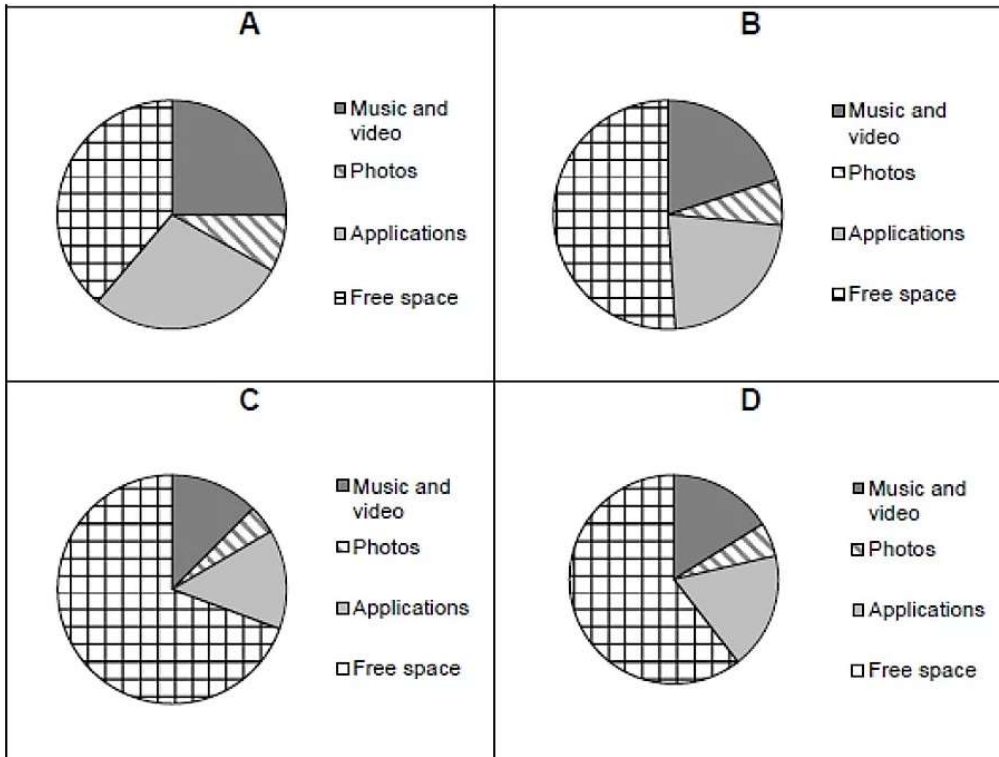 A
Music and
video
Photos
Applications
Free space
B
Music and
video
Photos
Applications
Free space
C
Music and
video
Photos
Applications
Free space
D
Music and
video
Photos
Applications
Free space